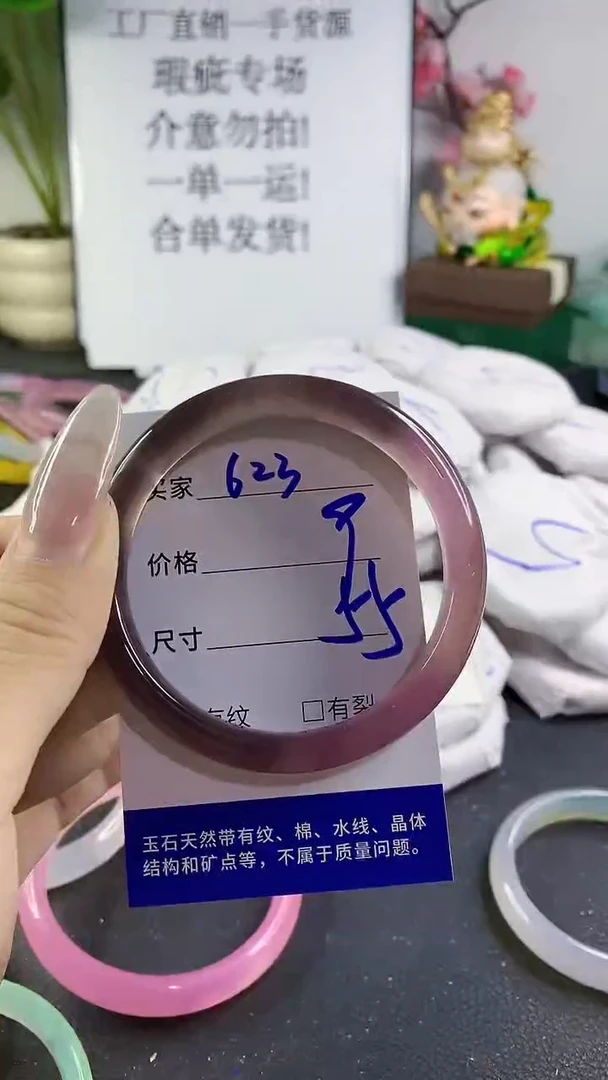 工厂直销一手货源
瑕疵专场
介意勿拍!
一单一运!
合单发货!
买家 623
价格
尺寸 55
有纹 □有裂
玉石天然带有纹、棉、水线、晶体
结构和矿点等，不属于质量问题。